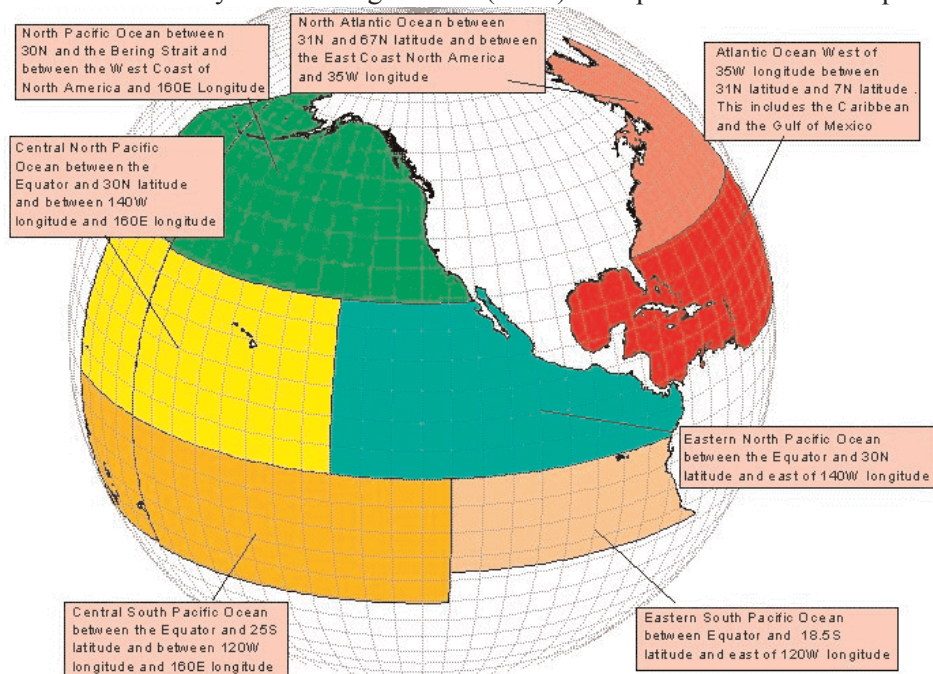 North Pacific Ocean between
30N and the Bering Strait and
between the West Coast of
North America and 160E Longitude
North Atlantic Ocean between
31N and 67N latitude and between
the East Coast North America
and 35W longitude
Atlantic Ocean West of
35W longitude between
31N latitude and 7N latitude .
This includes the Caribbean
and the Gulf of Mexico
Central North Pacific
Ocean between the
Equator and 30N latitude
and between 140W
longitude and 160E longitude
Eastern North Pacific Ocean
between the Equator and 30N
latitude and east of 140W longitude
Central South Pacific Ocean
between the Equator and 25S
latitude and between 120W
longitude and 160E longitude
Eastern South Pacific Ocean
between Equator and 18.5S
latitude and east of 120W longitude